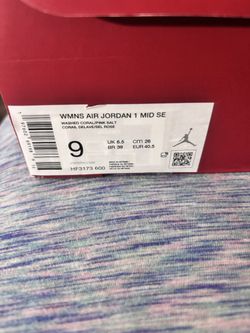 WMNS AIR JORDAN 1 MID SE
WASHED CORAL/PINK SALT
CORAIL DELAVE/SEL ROSE
9
UK 6.5
CM 26
BR 39
EUR 40.5
HF3173 600